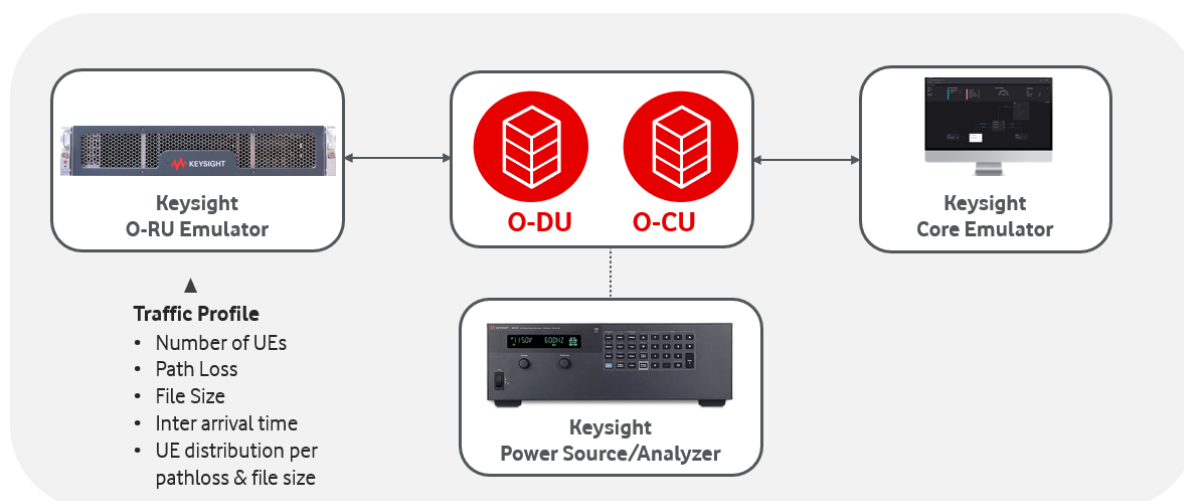 KEYSIGHT
Keysight
O-RU Emulator
O-DU
O-CU
Keysight
Core Emulator
Traffic Profile
• Number of UEs
• Path Loss
• File Size
• Inter arrival time
• UE distribution per
pathloss & file size
KEYSIGHT
Keysight
Power Source/Analyzer